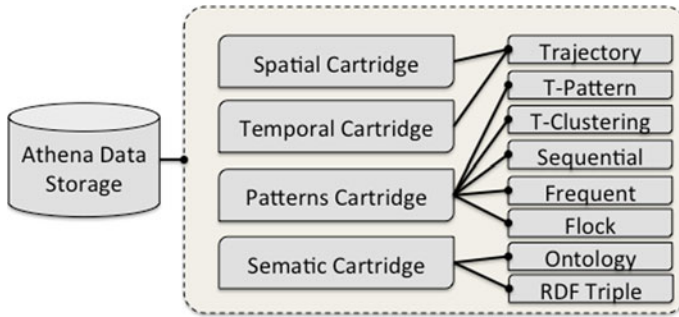 Athena Data
Storage
Spatial Cartridge
Temporal Cartridge
Patterns Cartridge
Sematic Cartridge
Trajectory
T-Pattern
T-Clustering
Sequential
Frequent
Flock
Ontology
RDF Triple